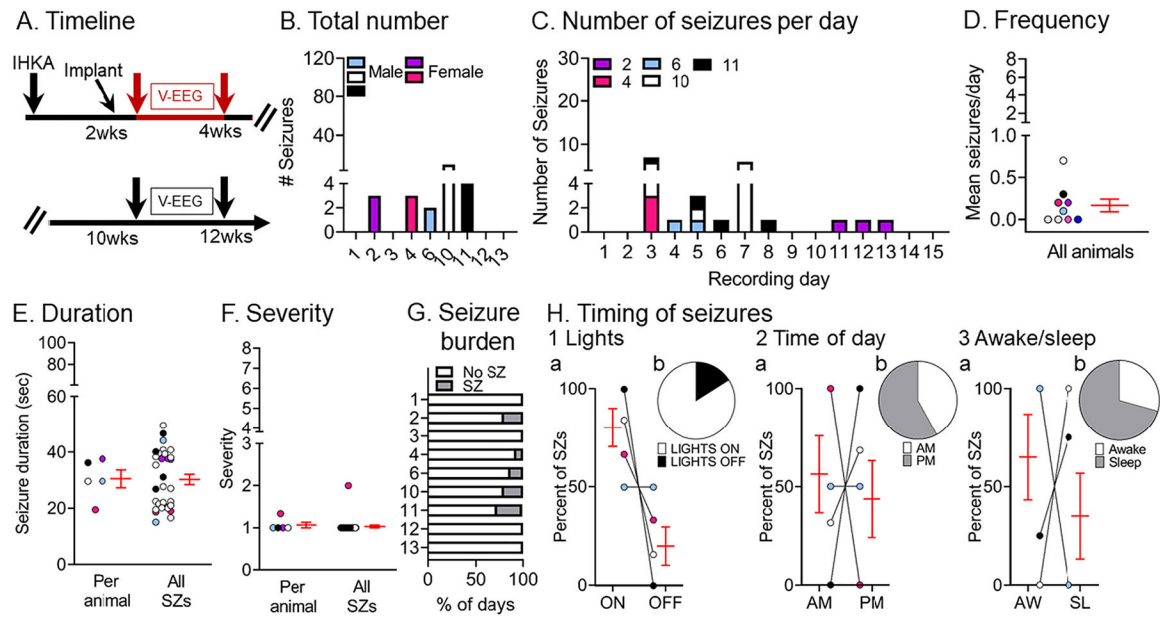 A. Timeline
IHKA
Implant
V-EEG
2wks
4wks
V-EEG
10wks
12wks
B. Total number
# Seizures
120
80
40
4
2
0
Male
Female
1 2 3 4 6 10 11 12 13
C. Number of seizures per day
Number of Seizures
30
20
10
4
2
0
2 6 11
4 10
1 2 3 4 5 6 7 8 9 10 11 12 13 14 15
Recording day
D. Frequency
Mean seizures/day
8
6
4
2
1.0
0.5
0.0
All animals
E. Duration
Seizure duration (sec)
100
80
60
40
20
0
Per animal
All SZs
F. Severity
Severity
8
7
6
5
4
3
2
1
0
Per animal
All SZs
G. Seizure
burden
No SZ
SZ
1
2
3
4
6
10
11
12
13
0 50 100
% of days
H. Timing of seizures
1 Lights
a
b
Percent of SZs
100
50
0
LIGHTS ON
LIGHTS OFF
ON OFF
2 Time of day
a
b
Percent of SZs
100
50
0
AM
PM
AM PM
3 Awake/sleep
a
b
Percent of SZs
100
50
0
Awake
Sleep
AW SL